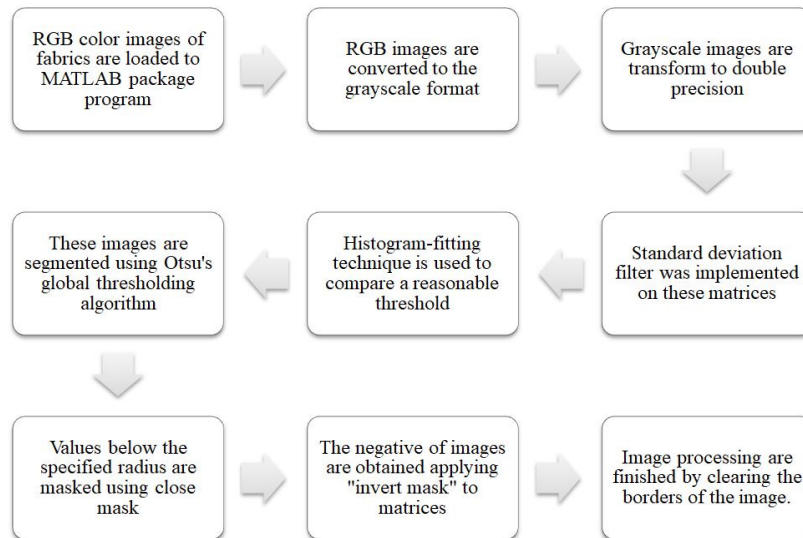 RGB color images of
fabrics are loaded to
MATLAB package
program
RGB images are
converted to the
grayscale format
Grayscale images are
transform to double
precision
Standard deviation
filter was implemented
on these matrices
Histogram-fitting
technique is used to
compare a reasonable
threshold
These images are
segmented using Otsu's
global thresholding
algorithm
Values below the
specified radius are
masked using close
mask
The negative of images
are obtained applying
"invert mask" to
matrices
Image processing are
finished by clearing the
borders of the image.